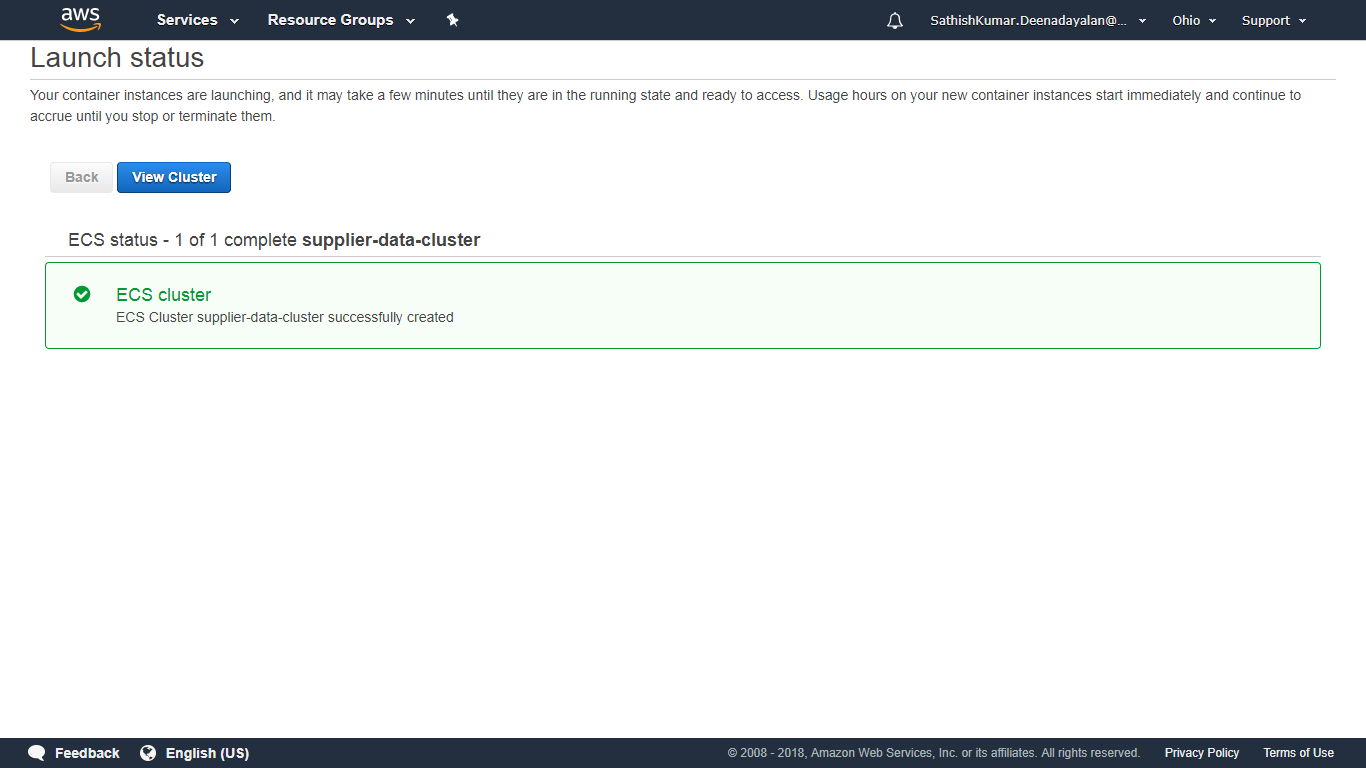 aws Services Resource Groups SathishKumar.Deenadayalan@... Ohio Support
Launch status
Your container instances are launching, and it may take a few minutes until they are in the running state and ready to access. Usage hours on your new container instances start immediately and continue to
accrue until you stop or terminate them.
Back View Cluster
ECS status - 1 of 1 complete supplier-data-cluster
ECS cluster
ECS Cluster supplier-data-cluster successfully created
Feedback English (US) © 2008 - 2018, Amazon Web Services, Inc. or its affiliates. All rights reserved. Privacy Policy Terms of Use